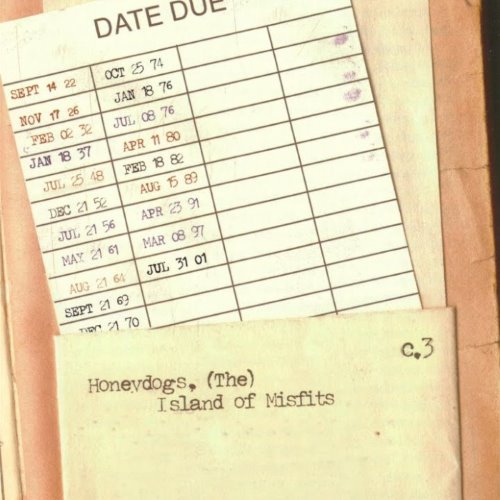 DATE DUE
SEPT 14 22
NOV 17 26
FEB 02 32
JAN 18 37
JUL 25 48
DEC 21 52
JUL 21 56
MAY 21 61
AUG 21 64
SEPT 21 69
DEC 21 70
OCT 25 74
JAN 18 76
JUL 08 76
APR 11 80
FEB 18 82
AUG 15 89
APR 23 91
MAR 08 97
JUL 31 01
c.3
Honeydogs, (The)
Island of Misfits